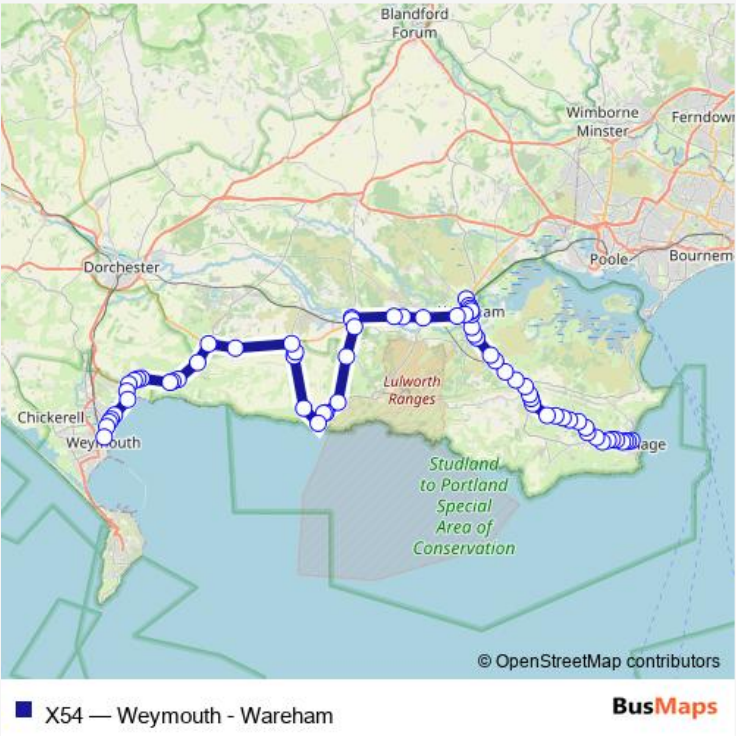 Blandford
Forum
Wimborne
Minster
Ferndown
Dorchester
Poole
Bournem
am
Lulworth
Ranges
Chickerell
Weymouth
age
Studland
to Portland
Special
Area of
Conservation
© OpenStreetMap contributors
X54 — Weymouth - Wareham
BusMaps